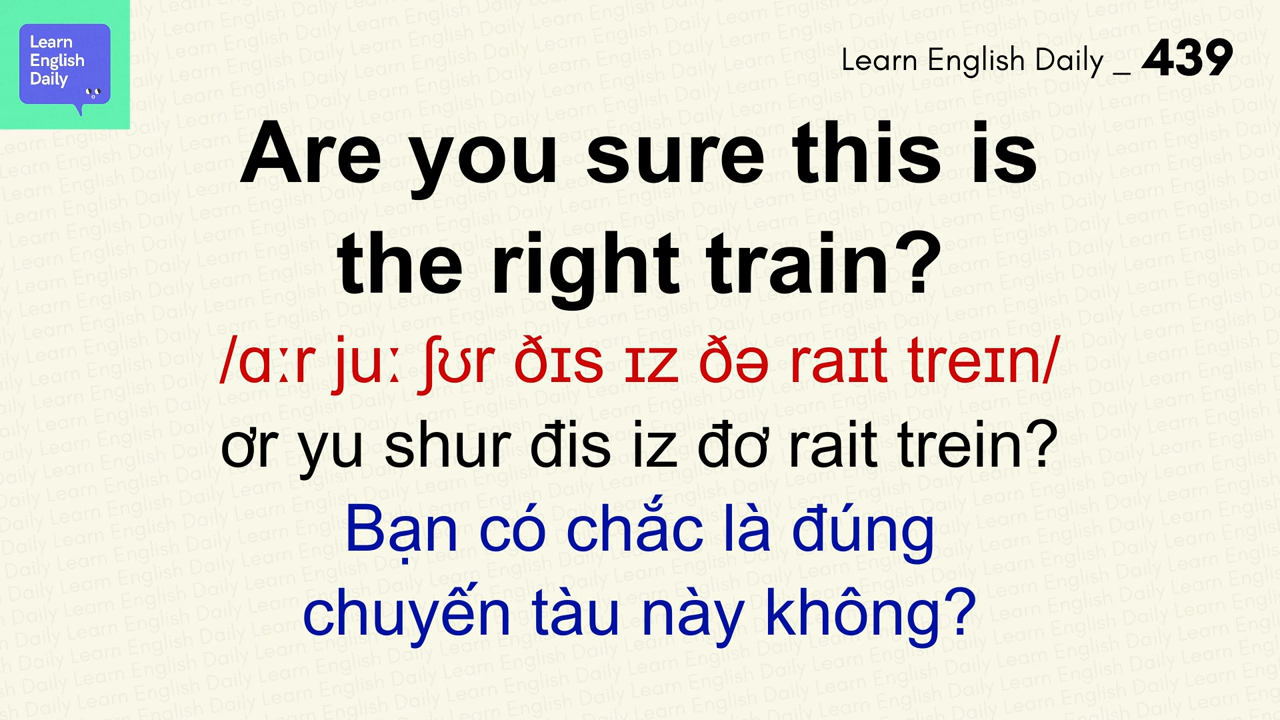 Learn
English
Daily
Learn English Daily _ 439
Are you sure this is
the right train?
/ɑːr juː ʃʊr ðɪs ɪz ðə raɪt treɪn/
ơr yu shur đis iz đơ rait trein?
Bạn có chắc là đúng
chuyến tàu này không?